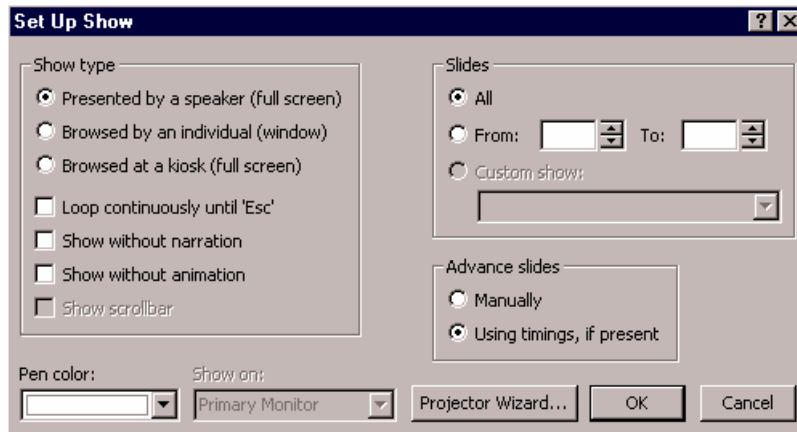 Set Up Show
Show type
Presented by a speaker (full screen)
Browsed by an individual (window)
Browsed at a kiosk (full screen)
Loop continuously until 'Esc'
Show without narration
Show without animation
Show scrollbar
Slides
All
From: To:
Custom show:
Advance slides
Manually
Using timings, if present
Pen color:
Show on:
Primary Monitor
Projector Wizard...
OK
Cancel